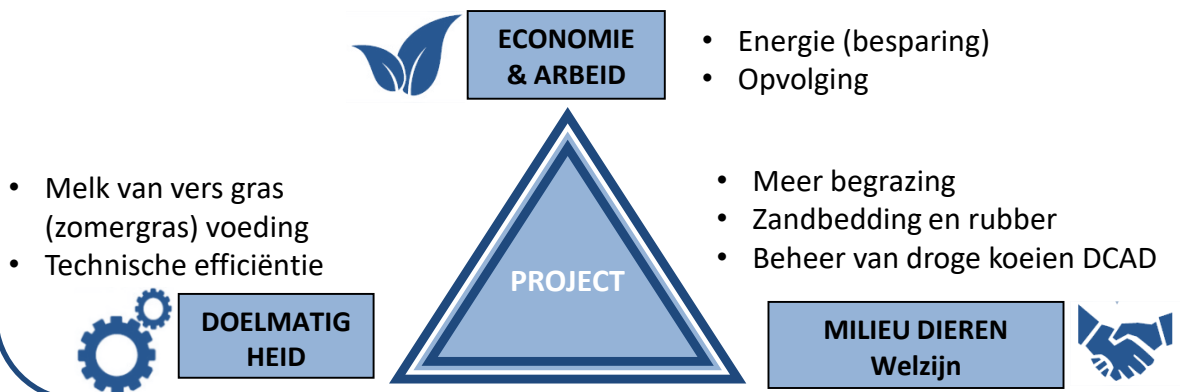 ECONOMIE
& ARBEID
• Energie (besparing)
• Opvolging
• Melk van vers gras
(zomergras) voeding
• Technische efficiëntie
• Meer begrazing
• Zandbedding en rubber
• Beheer van droge koeien DCAD
PROJECT
DOELMATIG
HEID
MILIEU DIEREN
Welzijn